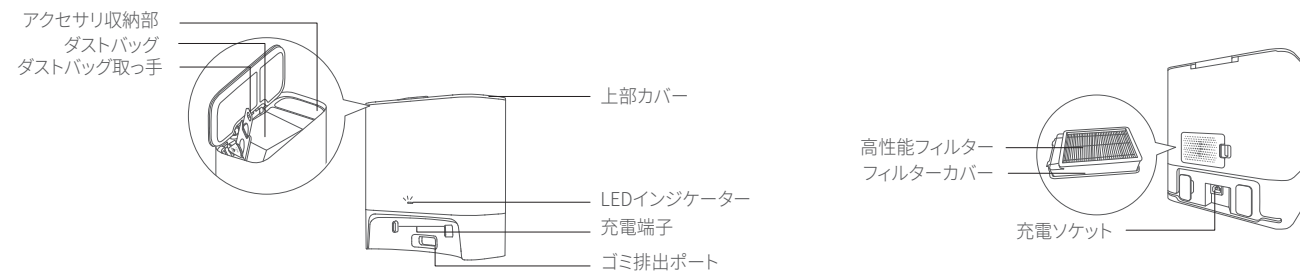 アクセサリ収納部
ダストバッグ
ダストバッグ取っ手
上部カバー
LEDインジケーター
充電端子
ゴミ排出ポート
高性能フィルター
フィルターカバー
充電ソケット